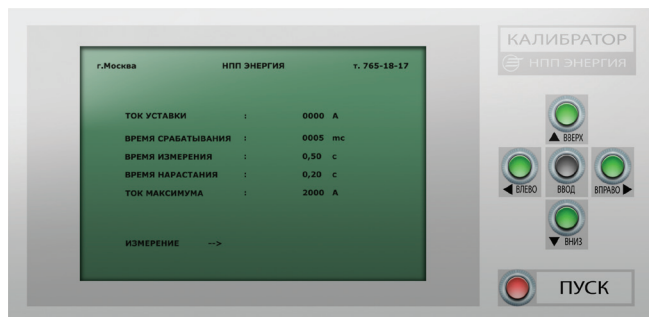 г.Москва НПП ЭНЕРГИЯ т. 765-18-17
ТОК УСТАВКИ : 0000 А
ВРЕМЯ СРАБАТЫВАНИЯ : 0005 mc
ВРЕМЯ ИЗМЕРЕНИЯ : 0,50 с
ВРЕМЯ НАРАСТАНИЯ : 0,20 с
ТОК МАКСИМУМА : 2000 А
ИЗМЕРЕНИЕ -->
КАЛИБРАТОР
НПП ЭНЕРГИЯ
▲ ВВЕРХ
◀ ВЛЕВО
ВВОД
ВПРАВО ▶
▼ ВНИЗ
ПУСК